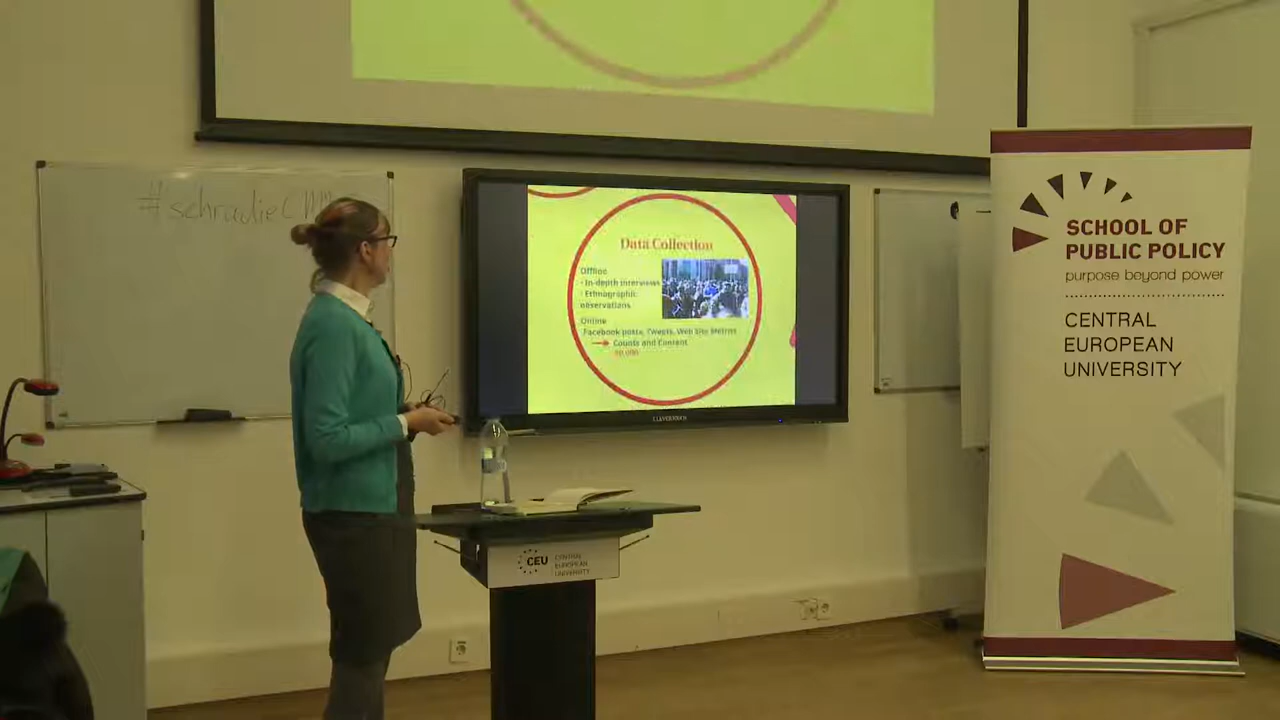 #schradieCMM
Data Collection
Offline
- In-depth interviews
- Ethnographic
observations
Online
Facebook posts, Tweets, Web Site Metrics
Counts and Content
CLEVERTOUCH
SCHOOL OF
PUBLIC POLICY
purpose beyond power
CENTRAL
EUROPEAN
UNIVERSITY
CEU
CENTRAL
EUROPEAN
UNIVERSITY